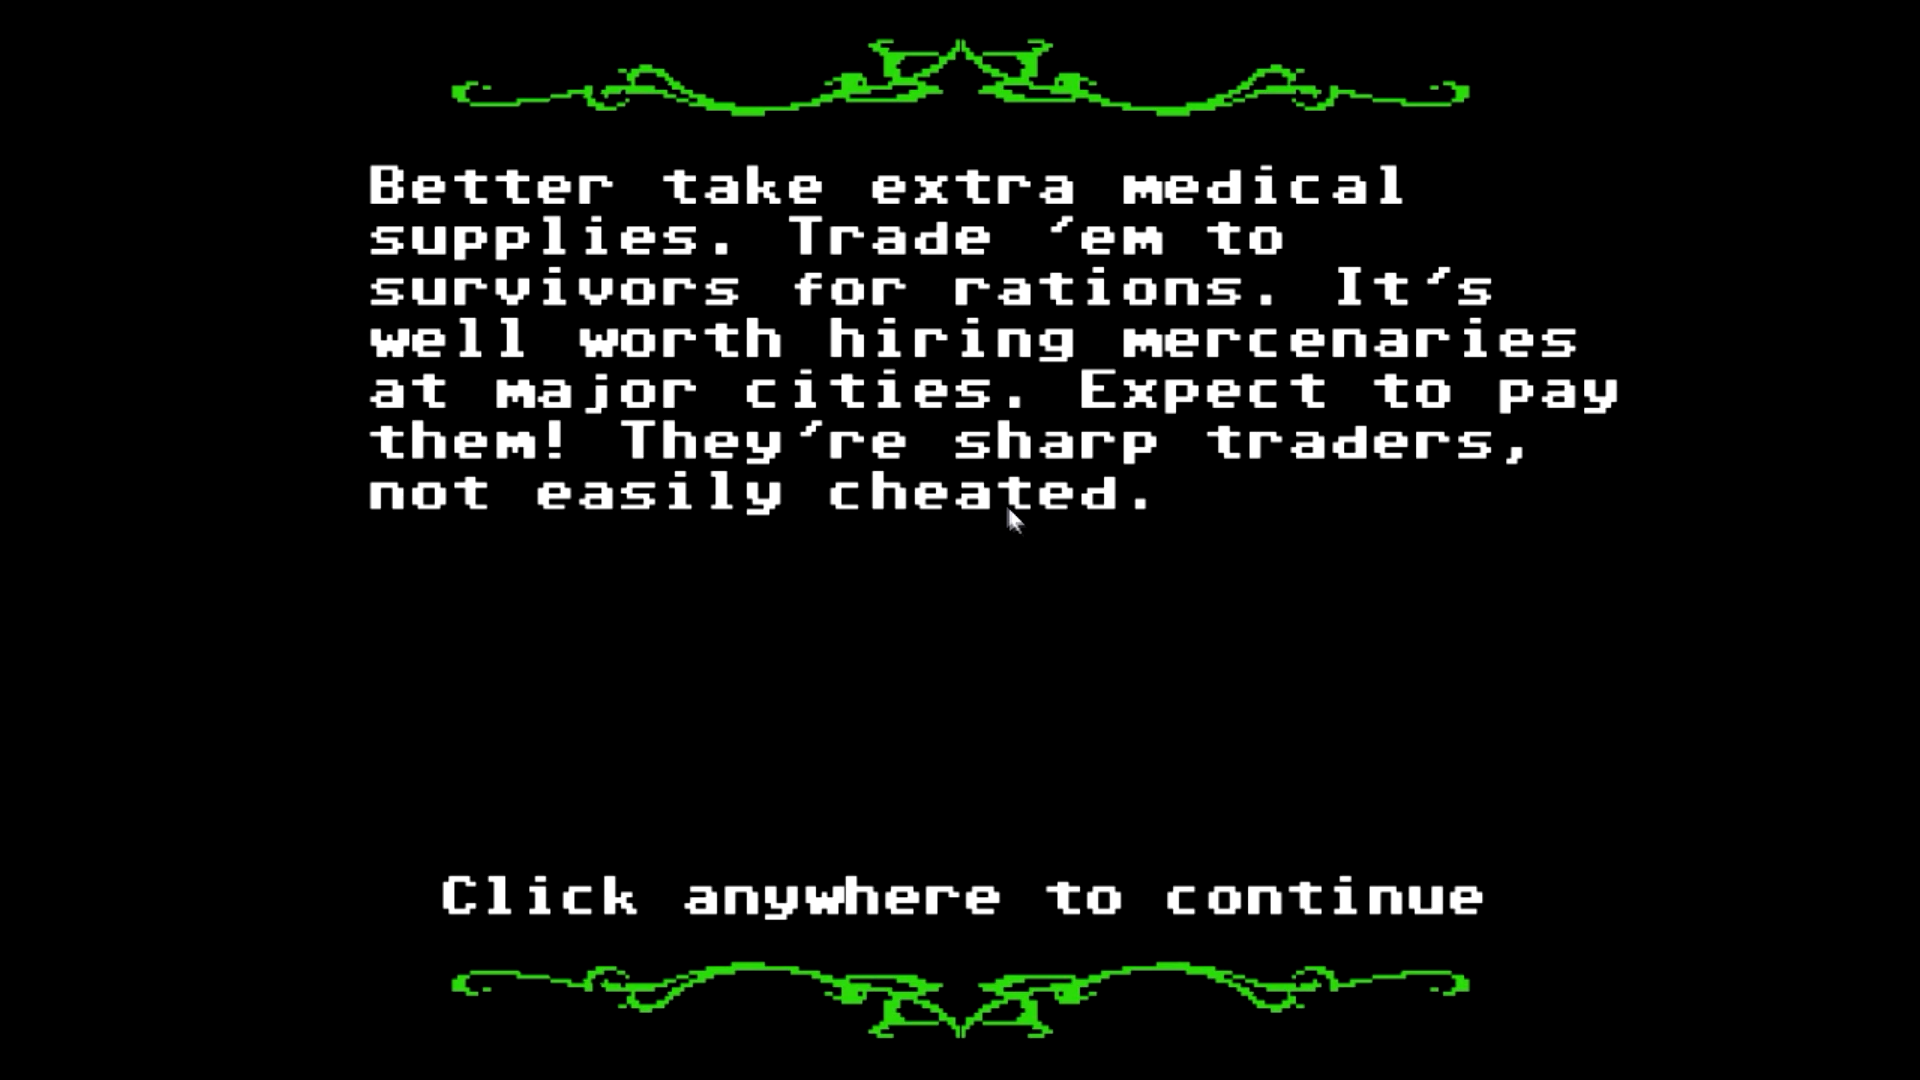 Better take extra medical
supplies. Trade 'em to
survivors for rations. It's
well worth hiring mercenaries
at major cities. Expect to pay
them! They're sharp traders,
not easily cheated.
Click anywhere to continue